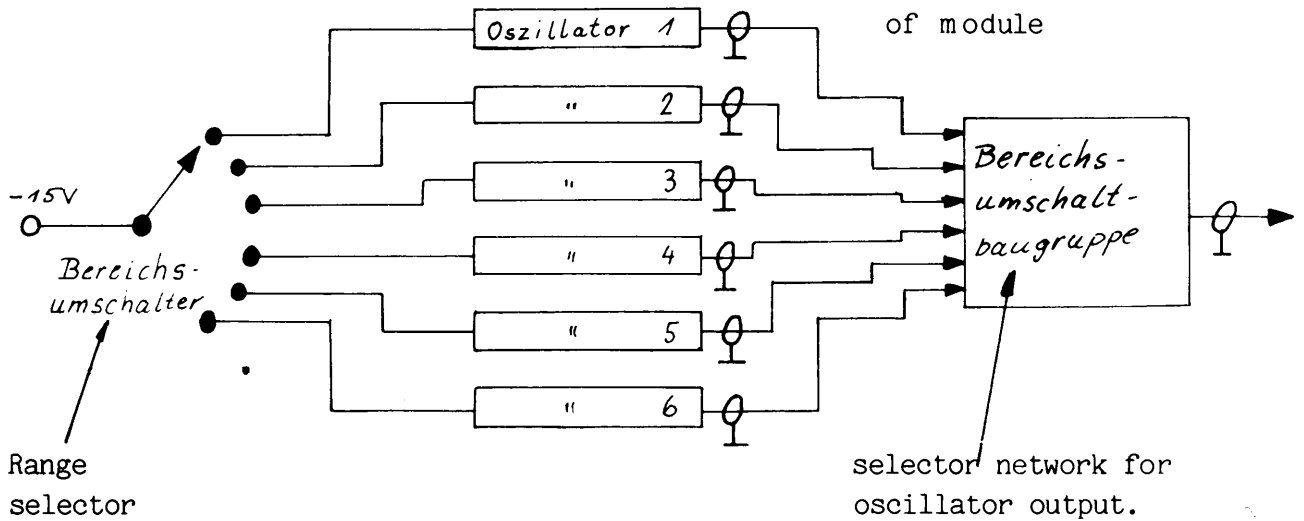 of module
Oszillator 1
" 2
" 3
" 4
" 5
" 6
-15V
Bereichs-
umschalter
Bereichs-
umschalt-
baugruppe
Range
selector
selector network for
oscillator output.